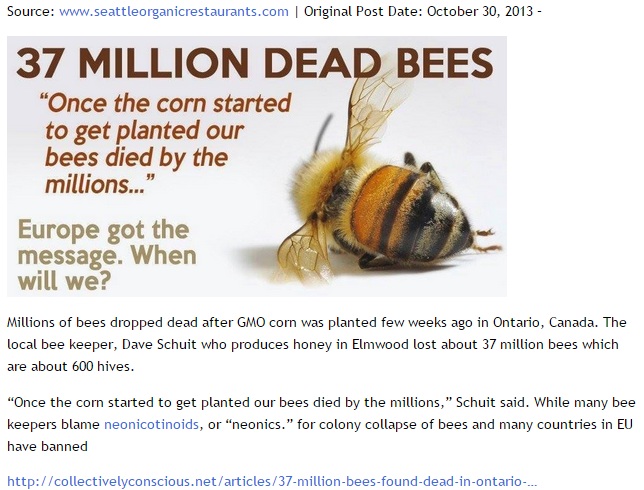 Source: www.seattleorganicrestaurants.com | Original Post Date: October 30, 2013 -
37 MILLION DEAD BEES
“Once the corn started
to get planted our
bees died by the
millions...”
Europe got the
message. When
will we?
Millions of bees dropped dead after GMO corn was planted few weeks ago in Ontario, Canada. The
local bee keeper, Dave Schuit who produces honey in Elmwood lost about 37 million bees which
are about 600 hives.
“Once the corn started to get planted our bees died by the millions,” Schuit said. While many bee
keepers blame neonicotinoids, or “neonics.” for colony collapse of bees and many countries in EU
have banned
http://collectivelyconscious.net/articles/37-million-bees-found-dead-in-ontario-…